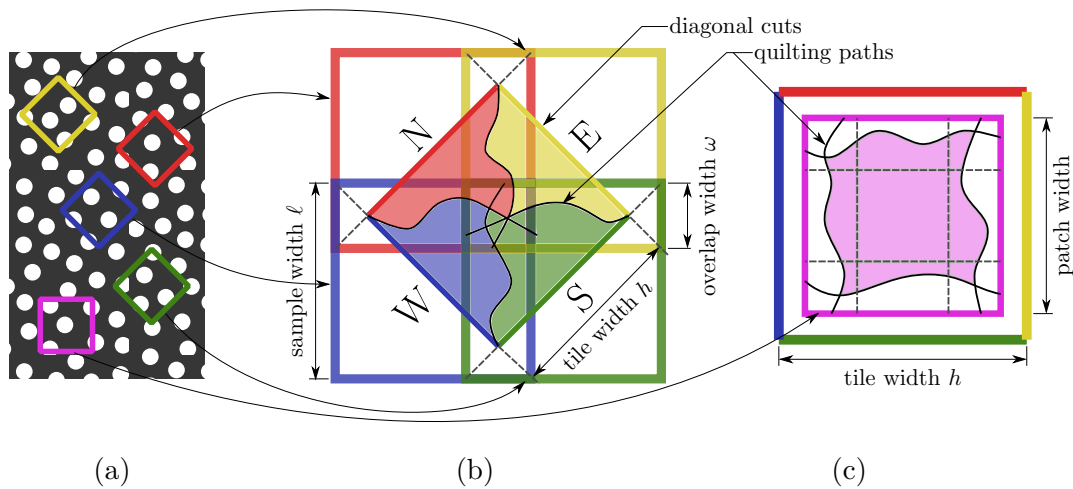 diagonal cuts
quilting paths
N
E
W
S
sample width ℓ
overlap width ω
tile width h
patch width
tile width h
(a)
(b)
(c)